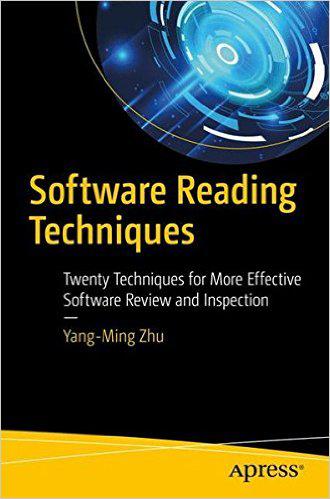 Software Reading
Techniques
Twenty Techniques for More Effective
Software Review and Inspection
—
Yang-Ming Zhu
Apress®